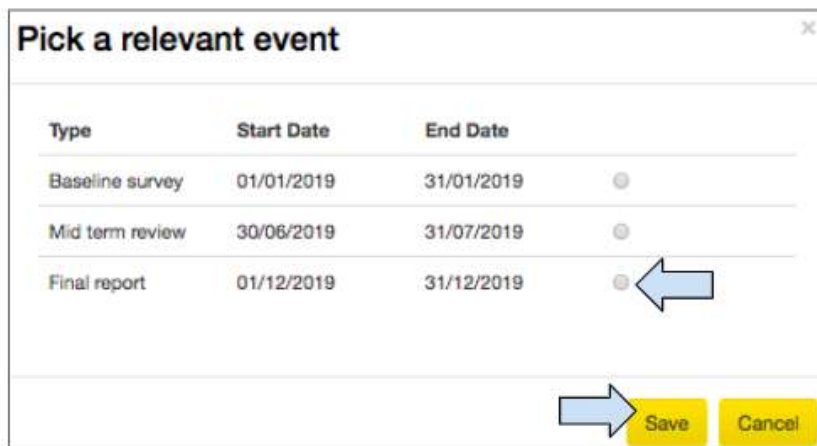 Pick a relevant event ×
Type Start Date End Date
Baseline survey 01/01/2019 31/01/2019
Mid term review 30/06/2019 31/07/2019
Final report 01/12/2019 31/12/2019
Save Cancel